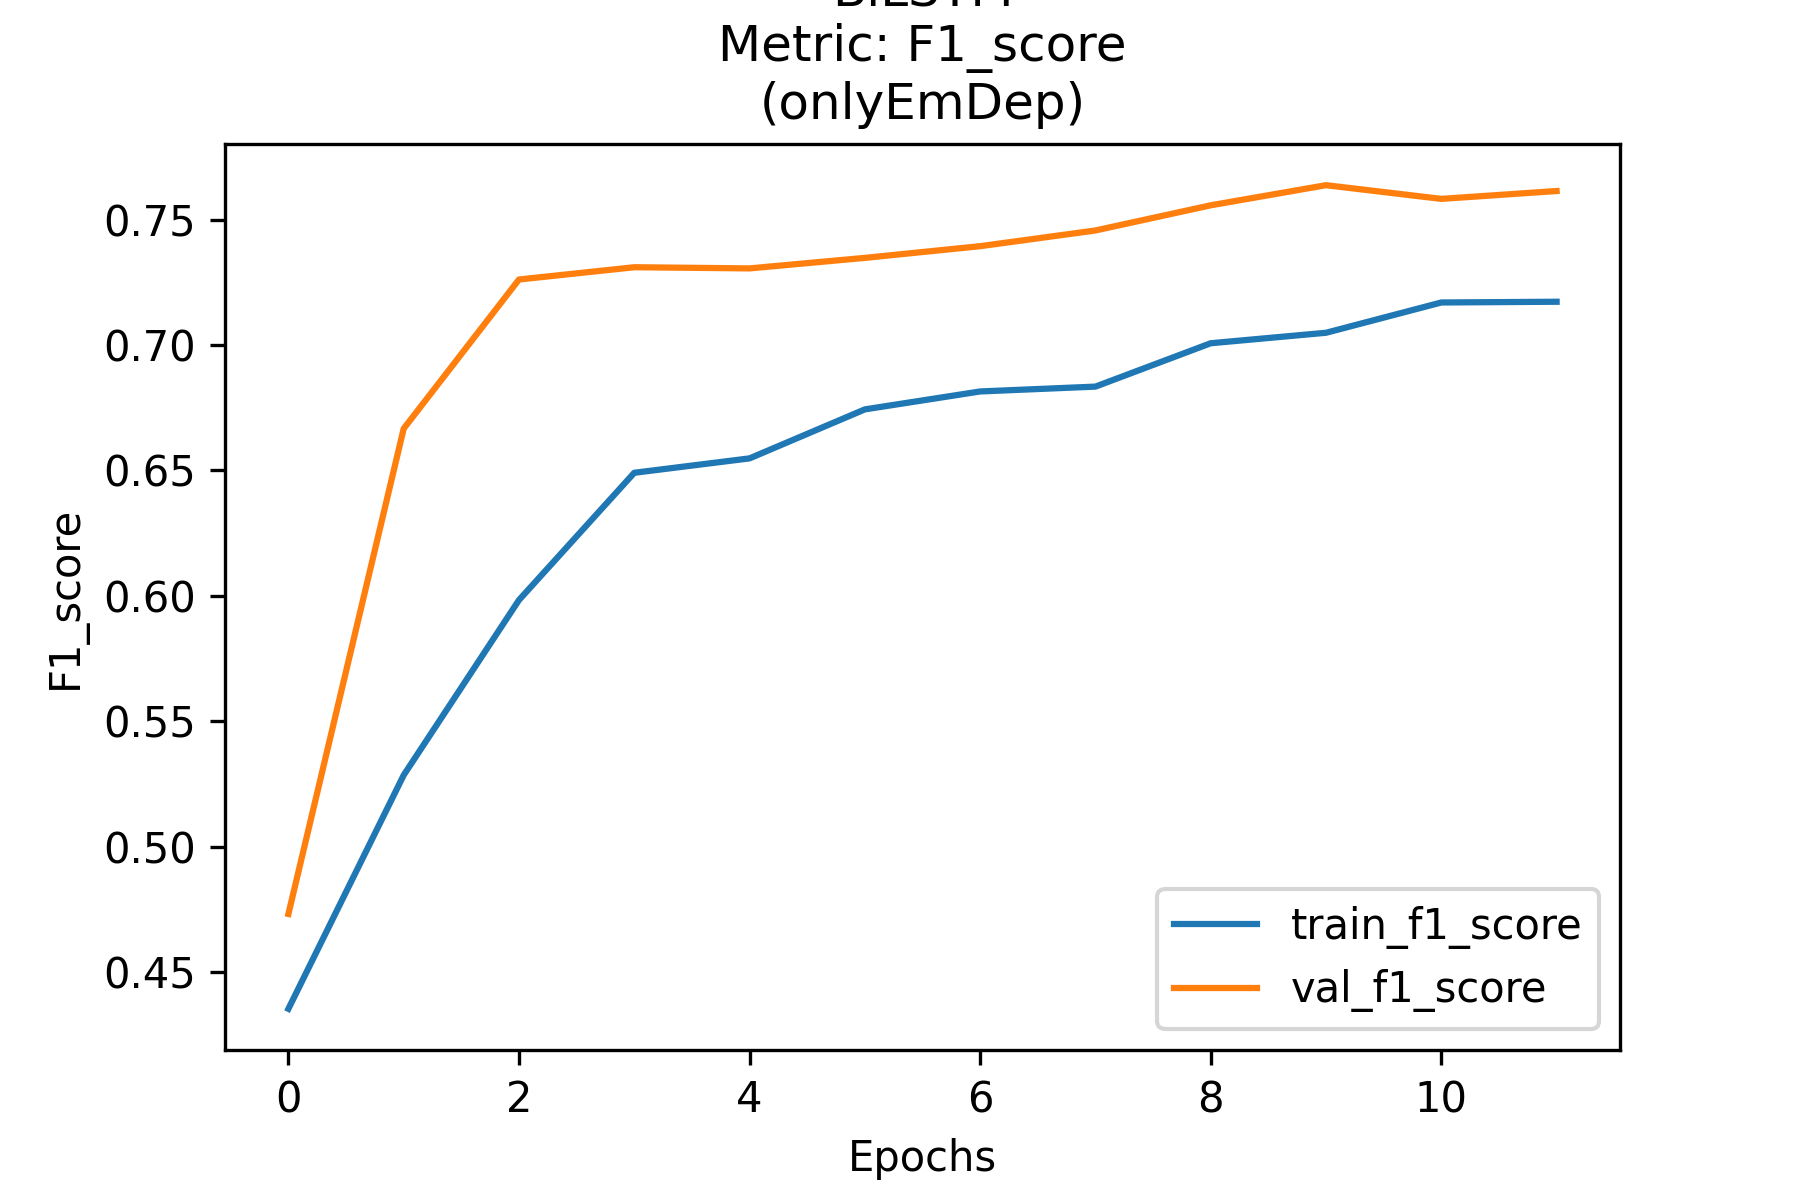 BiLSTM
Metric: F1_score
(onlyEmDep)
F1_score
0.75
0.70
0.65
0.60
0.55
0.50
0.45
train_f1_score
val_f1_score
0 2 4 6 8 10
Epochs